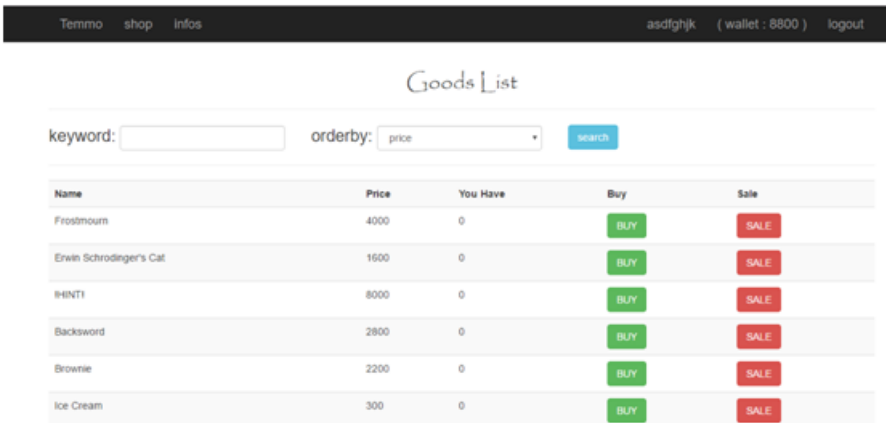 Temmo shop infos asdfghjk ( wallet : 8800 ) logout
Goods List
keyword: orderby: price search
Name Price You Have Buy Sale
Frostmourn 4000 0 BUY SALE
Erwin Schrodinger's Cat 1600 0 BUY SALE
!HINT! 8000 0 BUY SALE
Backsword 2800 0 BUY SALE
Brownie 2200 0 BUY SALE
Ice Cream 300 0 BUY SALE